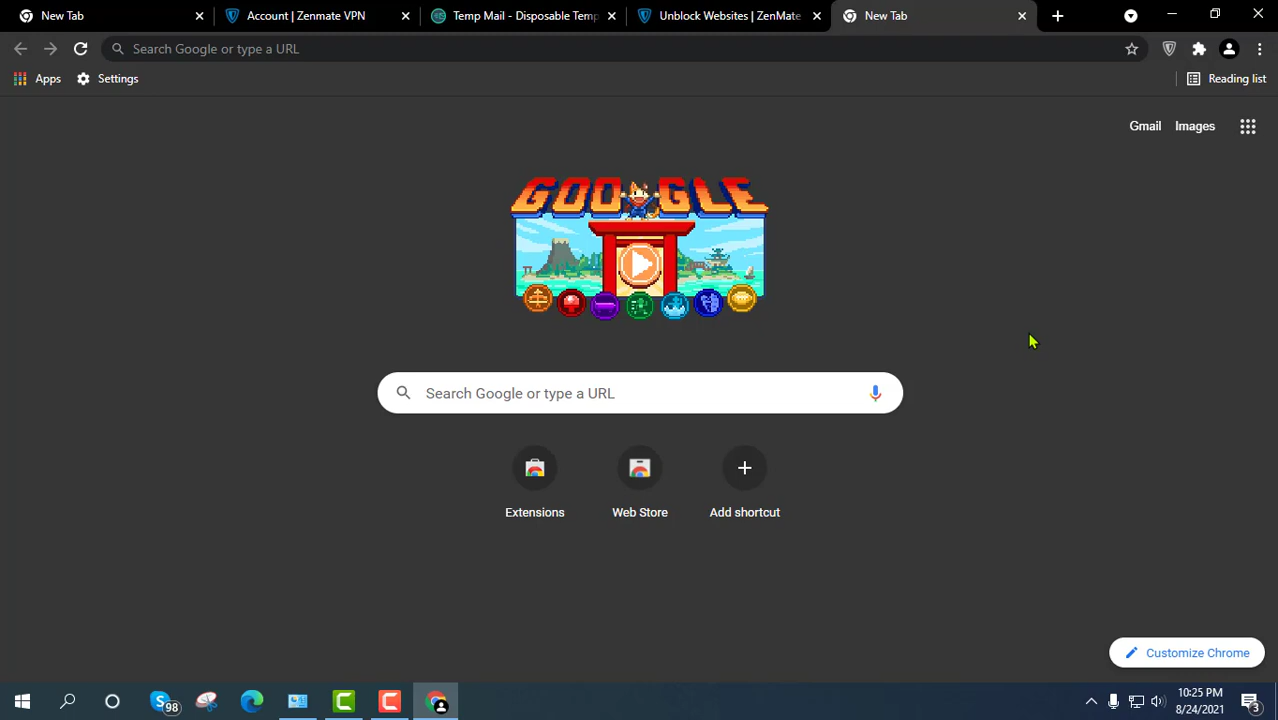 New Tab
Account | Zenmate VPN
Temp Mail - Disposable Temp
Unblock Websites | ZenMate
New Tab
Search Google or type a URL
Apps
Settings
Reading list
Gmail
Images
GOOGLE
Search Google or type a URL
Extensions
Web Store
Add shortcut
Customize Chrome
98
10:25 PM
8/24/2021
3